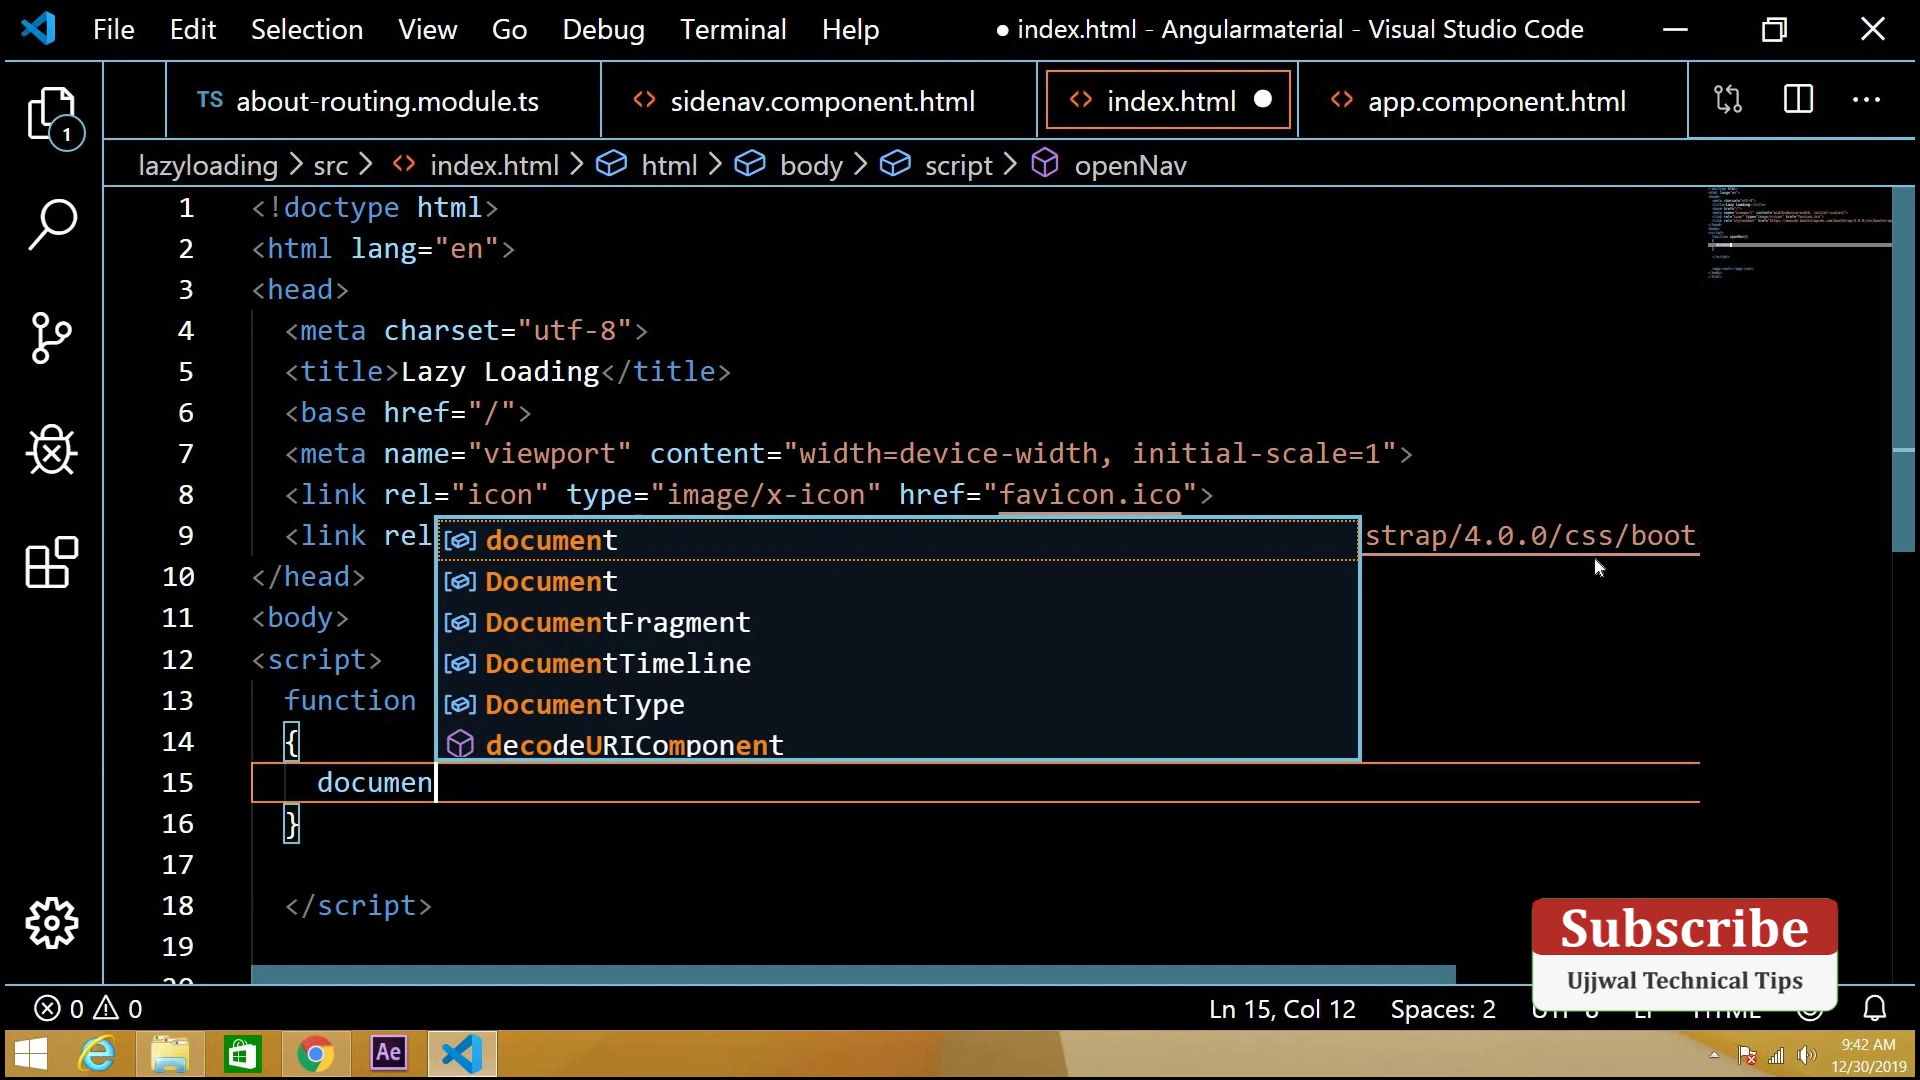 File Edit Selection View Go Debug Terminal Help ● index.html - Angularmaterial - Visual Studio Code
TS about-routing.module.ts <> sidenav.component.html <> index.html ● <> app.component.html
1
lazyloading > src > <> index.html > html > body > script > openNav
1 <!doctype html>
2 <html lang="en">
3 <head>
4 <meta charset="utf-8">
5 <title>Lazy Loading</title>
6 <base href="/">
7 <meta name="viewport" content="width=device-width, initial-scale=1">
8 <link rel="icon" type="image/x-icon" href="favicon.ico">
9 <link rel strap/4.0.0/css/boot
document
Document
DocumentFragment
DocumentTimeline
DocumentType
decodeURIComponent
10 </head>
11 <body>
12 <script>
13 function
14 {
15 documen
16 }
17
18 </script>
19
Subscribe
Ujjwal Technical Tips
0 0 Ln 15, Col 12 Spaces: 2
Ae
9:42 AM
12/30/2019